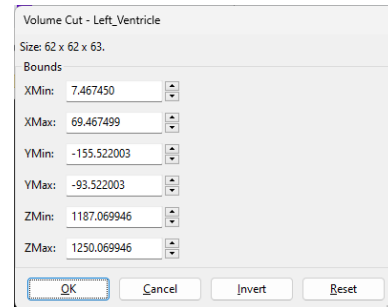 Volume Cut - Left_Ventricle
Size: 62 x 62 x 63.
Bounds
XMin: 7.467450
XMax: 69.467499
YMin: -155.522003
YMax: -93.522003
ZMin: 1187.069946
ZMax: 1250.069946
OK Cancel Invert Reset